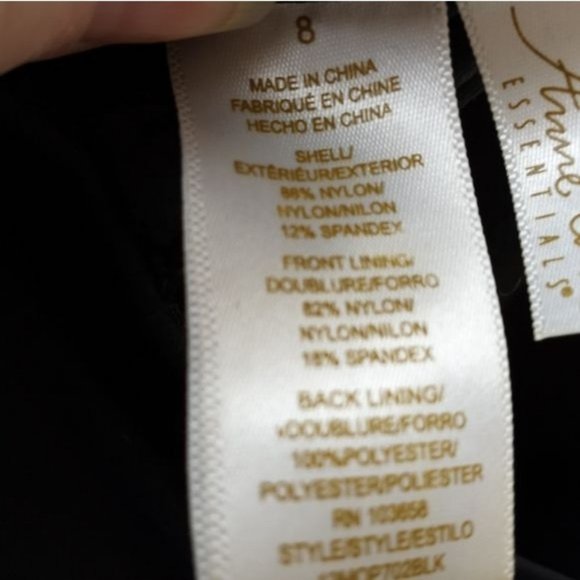 8
MADE IN CHINA
FABRIQUÉ EN CHINE
HECHO EN CHINA
SHELL/
EXTÉRIEUR/EXTERIOR
88% NYLON/
NYLON/NILON
12% SPANDEX
FRONT LINING/
DOUBLURE/FORRO
82% NYLON/
NYLON/NILON
18% SPANDEX
BACK LINING/
DOUBLURE/FORRO
100%POLYESTER/
POLYESTER/POLIESTER
RN 103658
STYLE/STYLE/ESTILO
Anne
ESSENTIALS®